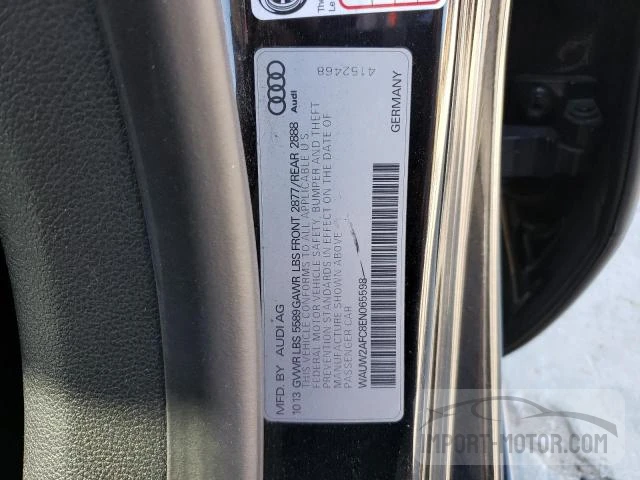 MFD. BY AUDI AG
10 13 GVWR LBS 5589 GAWR LBS FRONT 2877/REAR 2888
THIS VEHICLE CONFORMS TO ALL APPLICABLE U.S.
FEDERAL MOTOR VEHICLE SAFETY, BUMPER AND THEFT
PREVENTION STANDARDS IN EFFECT ON THE DATE OF
MANUFACTURE SHOWN ABOVE
PASSENGER CAR
WAUW2AFC8EN065598
GERMANY
Audi
4152468
The
Le
IMPORT-MOTOR.COM